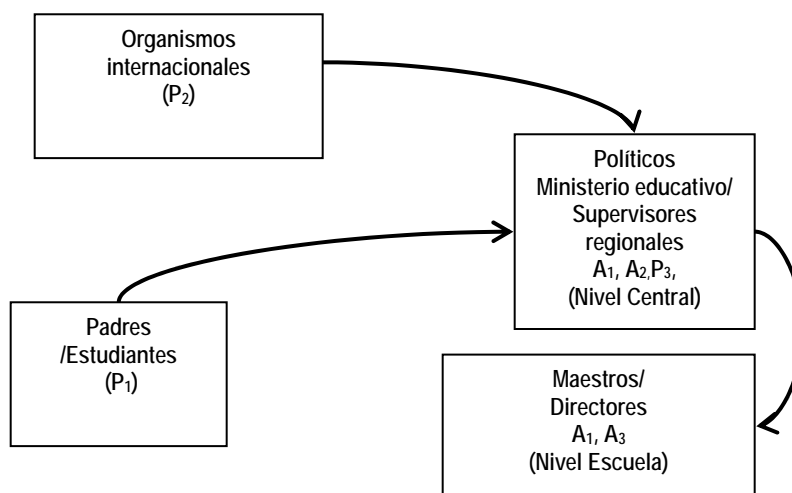 Organismos
internacionales
(P₂)
Políticos
Ministerio educativo/
Supervisores
regionales
A₁, A₂,P₃,
(Nivel Central)
Padres
/Estudiantes
(P₁)
Maestros/
Directores
A₁, A₃
(Nivel Escuela)